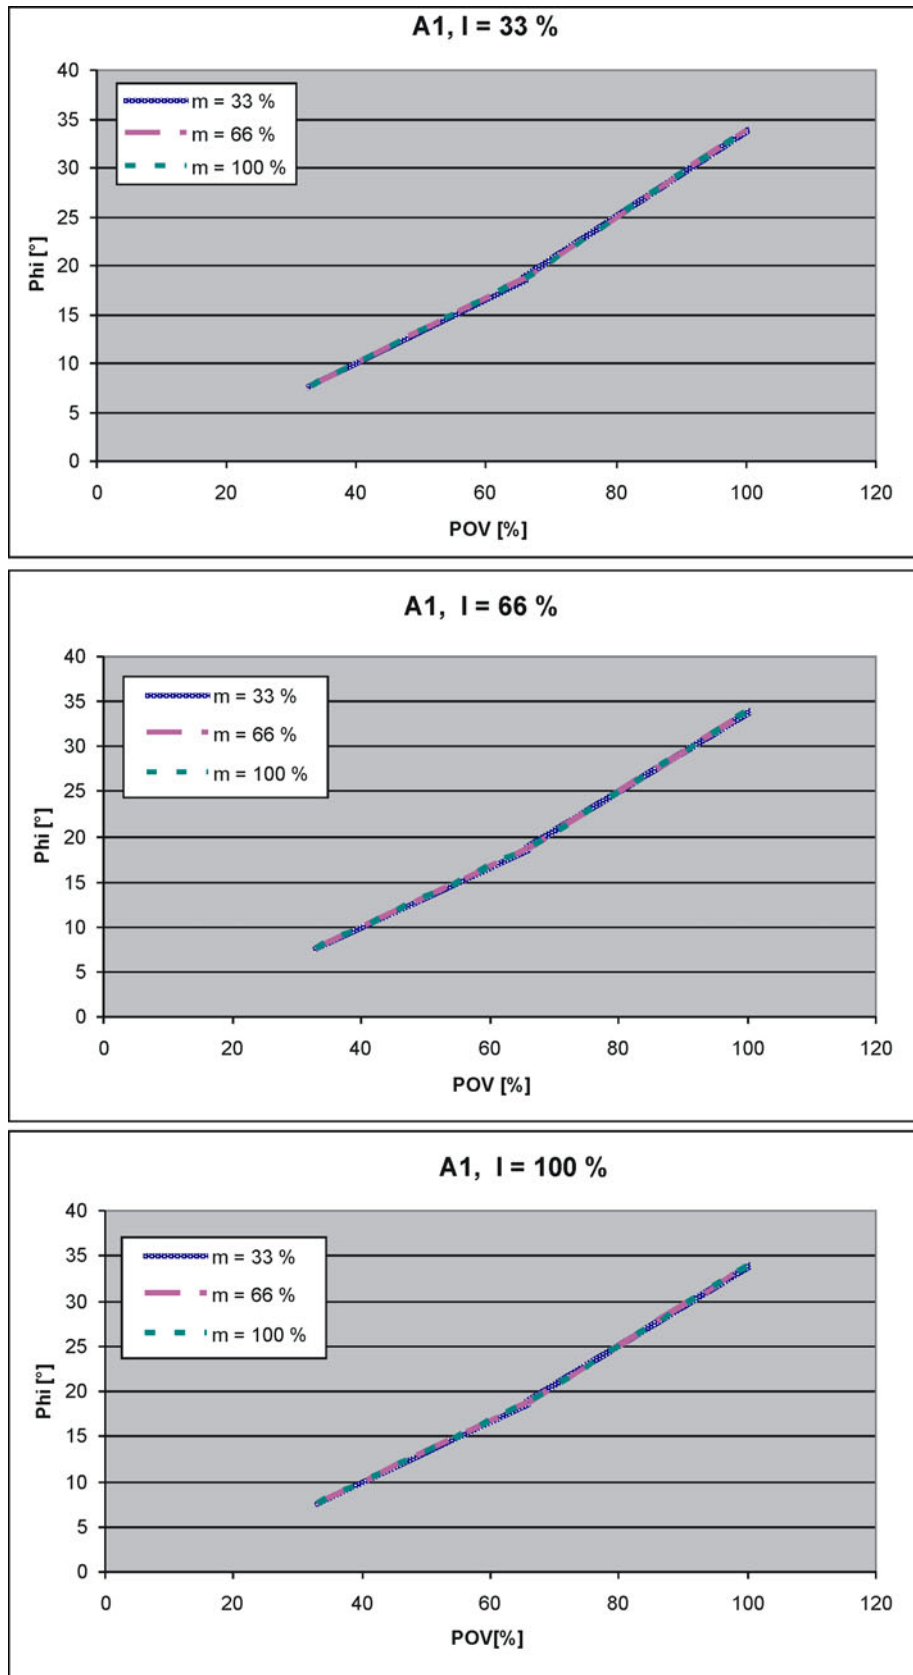 A1, I = 33 %
40
35
30
25
20
15
10
5
0
Phi [°]
m = 33 %
m = 66 %
m = 100 %
0 20 40 60 80 100 120
POV [%]
A1, I = 66 %
40
35
30
25
20
15
10
5
0
Phi [°]
m = 33 %
m = 66 %
m = 100 %
0 20 40 60 80 100 120
POV [%]
A1, I = 100 %
40
35
30
25
20
15
10
5
0
Phi [°]
m = 33 %
m = 66 %
m = 100 %
0 20 40 60 80 100 120
POV[%]